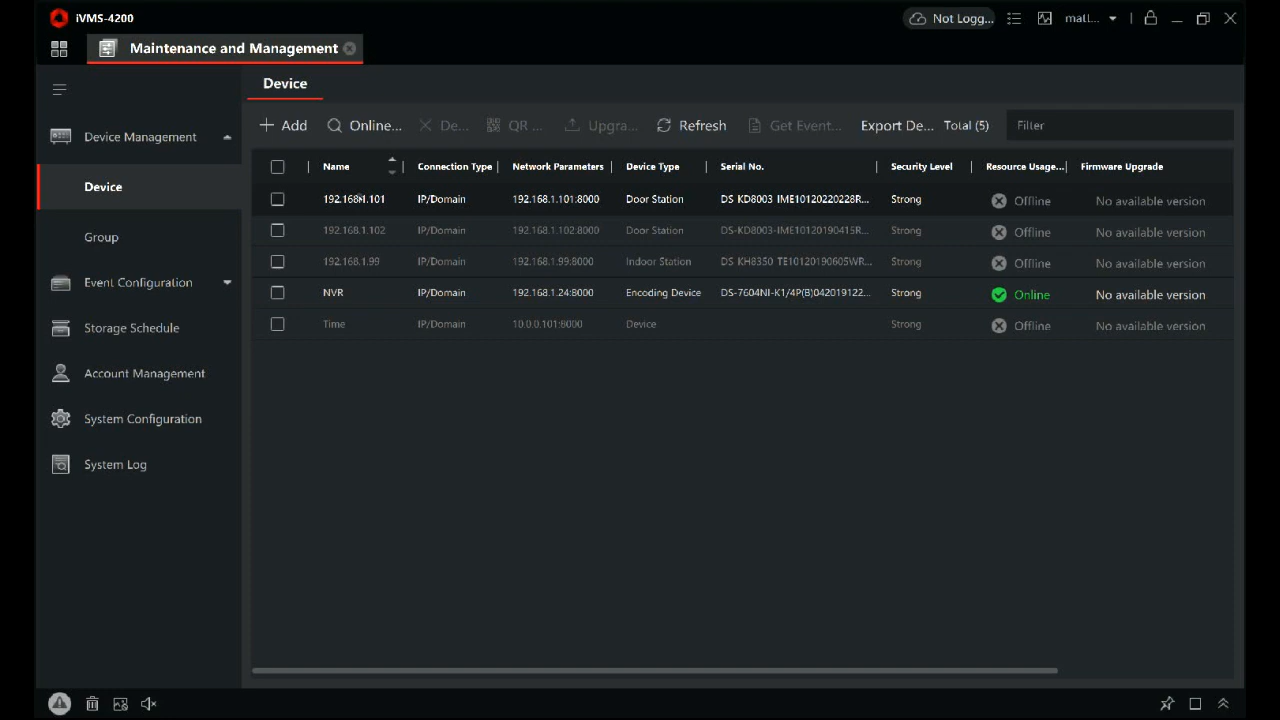 iVMS-4200
Not Logg...
matL...
Maintenance and Management
Device
Add
Online...
De...
QR ...
Upgra...
Refresh
Get Event...
Export De...
Total (5)
Filter
Device Management
Device
Group
Event Configuration
Storage Schedule
Account Management
System Configuration
System Log
Name Connection Type Network Parameters Device Type Serial No. Security Level Resource Usage... Firmware Upgrade
192.168.1.101 IP/Domain 192.168.1.101:8000 Door Station DS-KD8003-IME10120220228R... Strong Offline No available version
192.168.1.102 IP/Domain 192.168.1.102:8000 Door Station DS-KD8003-IME10120190415R... Strong Offline No available version
192.168.1.99 IP/Domain 192.168.1.99:8000 Indoor Station DS-KH8350-TE10120190605WR... Strong Offline No available version
NVR IP/Domain 192.168.1.24:8000 Encoding Device DS-7604NI-K1/4P(B)042019122... Strong Online No available version
Time IP/Domain 10.0.0.101:8000 Device Strong Offline No available version